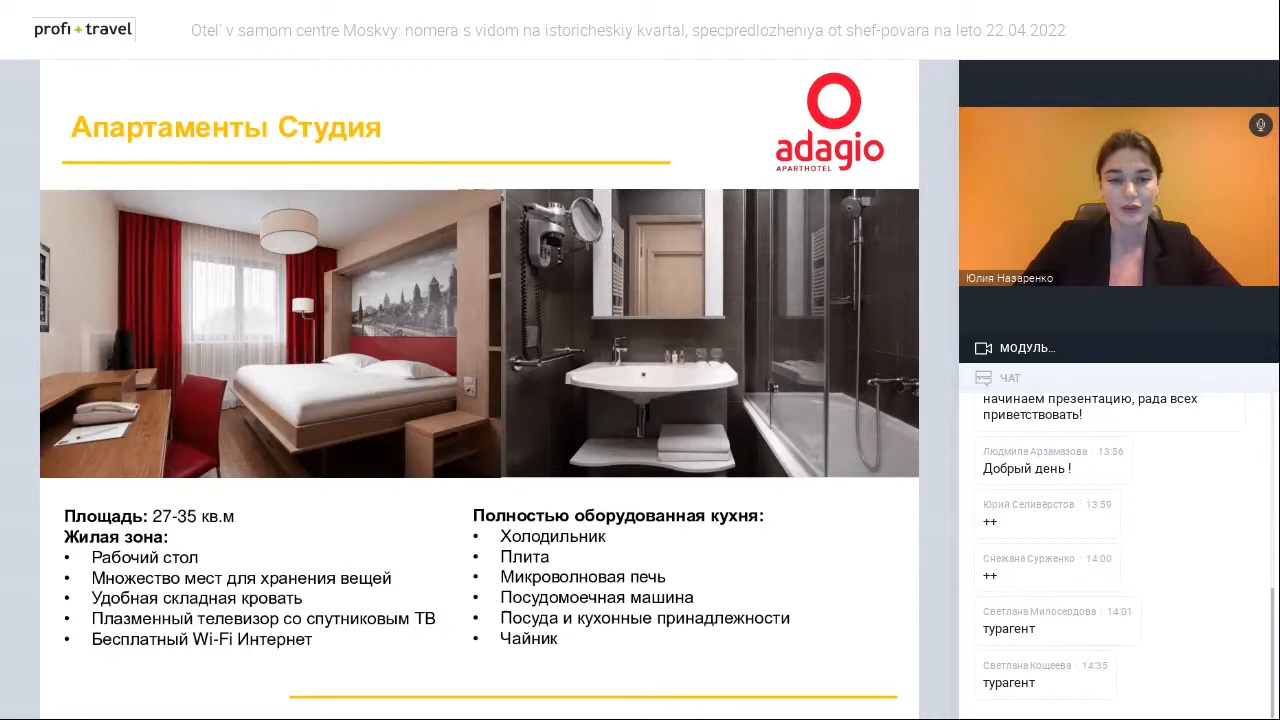 profi + travel
Otel' v samtom centre Moskvy: nomera s vidom na istoricheskiy kvartal, specpredlozheniya ot shef-povara na leto 22.04.2022
Апартаменты Студия
adagio
APARTHOTEL
Площадь: 27-35 кв.м
Жилая зона:
• Рабочий стол
• Множество мест для хранения вещей
• Удобная складная кровать
• Плазменный телевизор со спутниковым ТВ
• Бесплатный Wi-Fi Интернет
Полностью оборудованная кухня:
• Холодильник
• Плита
• Микроволновая печь
• Посудомоечная машина
• Посуда и кухонные принадлежности
• Чайник
Юлия Назаренко
МОДУЛЬ...
ЧАТ
начинаем презентацию, рада всех
приветствовать!
Людмила Арзамазова 13:56
Добрый день !
Юрий Селивёрстов · 13:59
++
Снежана Сурженко · 14:00
++
Светлана Милосердова 14:01
турагент
Светлана Кощеева · 14:35
турагент